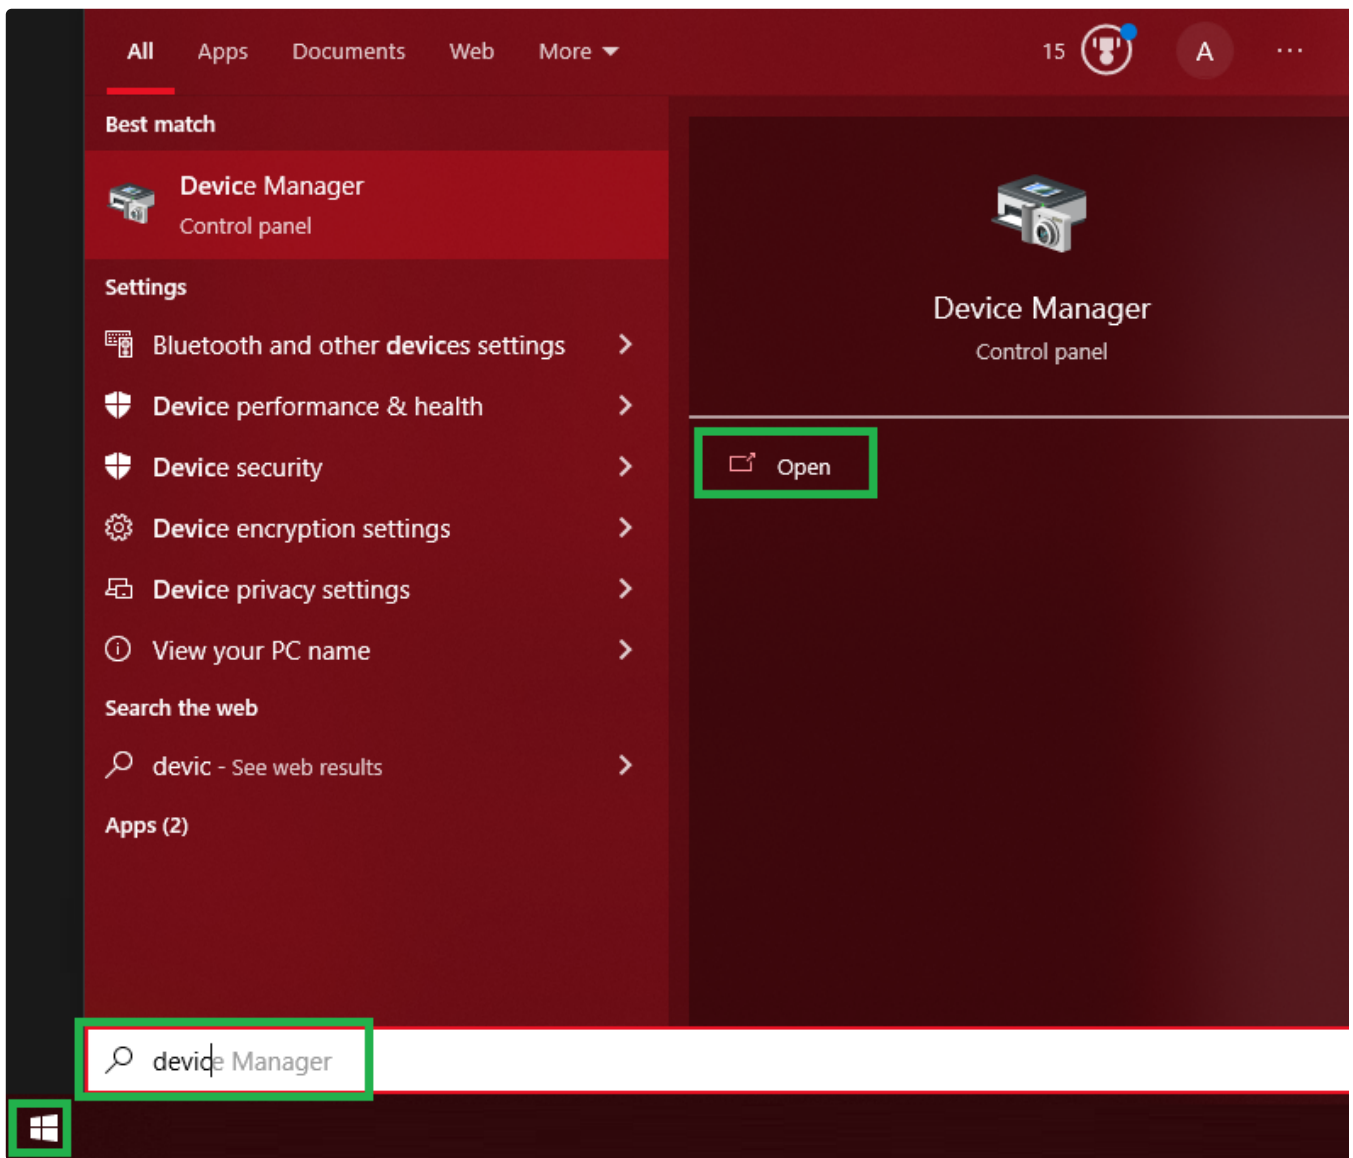 All Apps Documents Web More 15 A ...
Best match
Device Manager
Control panel
Settings
Bluetooth and other devices settings
Device performance & health
Device security
Device encryption settings
Device privacy settings
View your PC name
Search the web
devic - See web results
Apps (2)
Device Manager
Control panel
Open
device Manager